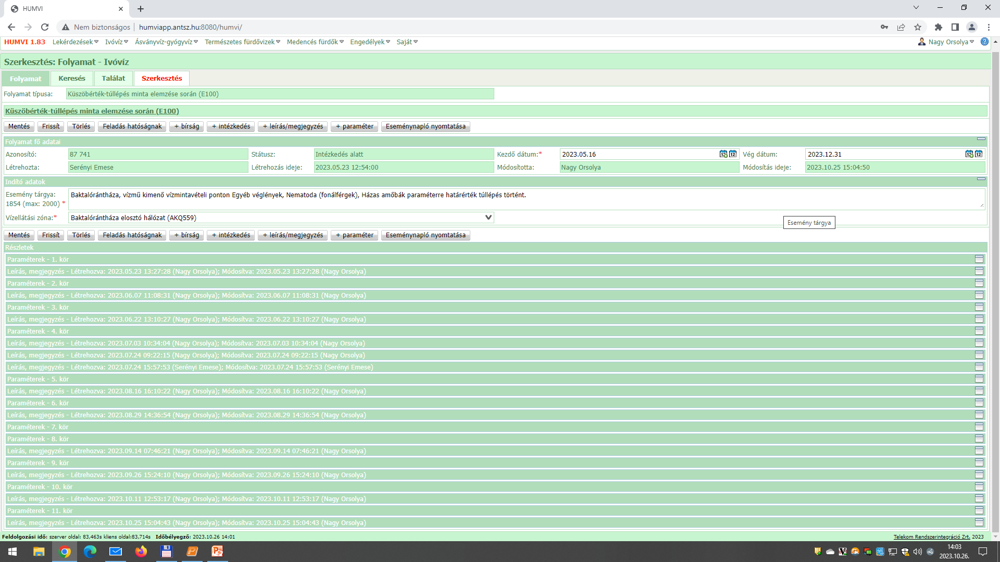 HUMVI
Nem biztonságos humviapp.antsz.hu:8080/humvi/
HUMVI 1.83 Lekérdezések Ivóvíz Ásványvíz-gyógyvíz Természetes fürdővizek Medencés fürdők Engedélyek Saját Nagy Orsolya
Szerkesztés: Folyamat - Ivóvíz
Folyamat Keresés Találat Szerkesztés
Folyamat típusa: Küszöbérték-túllépés minta elemzése során (E100)
Küszöbérték-túllépés minta elemzése során (E100)
Mentés Frissít Törlés Feladás hatóságnak + bírság + intézkedés + leírás/megjegyzés + paraméter Eseménynapló nyomtatása
Folyamat fő adatai
Azonosító: 87 741 Státusz: Intézkedés alatt Kezdő dátum:* 2023.05.16 Vég dátum: 2023.12.31
Létrehozta: Serényi Emese Létrehozás ideje: 2023.05.23 12:54:00 Módosította: Nagy Orsolya Módosítás ideje: 2023.10.25 15:04:50
Indító adatok
Esemény tárgya: Baktalórántháza, vízmű kimenő vízmintavételi ponton Egyéb véglények, Nematoda (fonálférgek), Házas amőbák paraméterre határérték túllépés történt.
1854 (max: 2000) *
Vízellátási zóna:* Baktalórántháza elosztó hálózat (AKQ559)
Esemény tárgya
Mentés Frissít Törlés Feladás hatóságnak + bírság + intézkedés + leírás/megjegyzés + paraméter Eseménynapló nyomtatása
Részletek
Paraméterek - 1. kör
Leírás, megjegyzés - Létrehozva: 2023.05.23 13:27:28 (Nagy Orsolya); Módosítva: 2023.05.23 13:27:28 (Nagy Orsolya)
Paraméterek - 2. kör
Leírás, megjegyzés - Létrehozva: 2023.06.07 11:08:31 (Nagy Orsolya); Módosítva: 2023.06.07 11:08:31 (Nagy Orsolya)
Paraméterek - 3. kör
Leírás, megjegyzés - Létrehozva: 2023.06.22 13:10:27 (Nagy Orsolya); Módosítva: 2023.06.22 13:10:27 (Nagy Orsolya)
Paraméterek - 4. kör
Leírás, megjegyzés - Létrehozva: 2023.07.03 10:34:04 (Nagy Orsolya); Módosítva: 2023.07.03 10:34:04 (Nagy Orsolya)
Leírás, megjegyzés - Létrehozva: 2023.07.24 09:22:15 (Nagy Orsolya); Módosítva: 2023.07.24 09:22:15 (Nagy Orsolya)
Leírás, megjegyzés - Létrehozva: 2023.07.24 15:57:53 (Serényi Emese); Módosítva: 2023.07.24 15:57:53 (Serényi Emese)
Paraméterek - 5. kör
Leírás, megjegyzés - Létrehozva: 2023.08.16 16:10:22 (Nagy Orsolya); Módosítva: 2023.08.16 16:10:22 (Nagy Orsolya)
Paraméterek - 6. kör
Leírás, megjegyzés - Létrehozva: 2023.08.29 14:36:54 (Nagy Orsolya); Módosítva: 2023.08.29 14:36:54 (Nagy Orsolya)
Paraméterek - 7. kör
Paraméterek - 8. kör
Leírás, megjegyzés - Létrehozva: 2023.09.14 07:46:21 (Nagy Orsolya); Módosítva: 2023.09.14 07:46:21 (Nagy Orsolya)
Paraméterek - 9. kör
Leírás, megjegyzés - Létrehozva: 2023.09.26 15:24:10 (Nagy Orsolya); Módosítva: 2023.09.26 15:24:10 (Nagy Orsolya)
Paraméterek - 10. kör
Leírás, megjegyzés - Létrehozva: 2023.10.11 12:53:17 (Nagy Orsolya); Módosítva: 2023.10.11 12:53:17 (Nagy Orsolya)
Paraméterek - 11. kör
Leírás, megjegyzés - Létrehozva: 2023.10.25 15:04:43 (Nagy Orsolya); Módosítva: 2023.10.25 15:04:43 (Nagy Orsolya)
Feldolgozási idő: szerver oldal: 83,463s kliens oldal:83,714s Időbélyegző: 2023.10.26 14:01 Telekom Rendszerintegráció Zrt. 2023
14:03
2023.10.26.